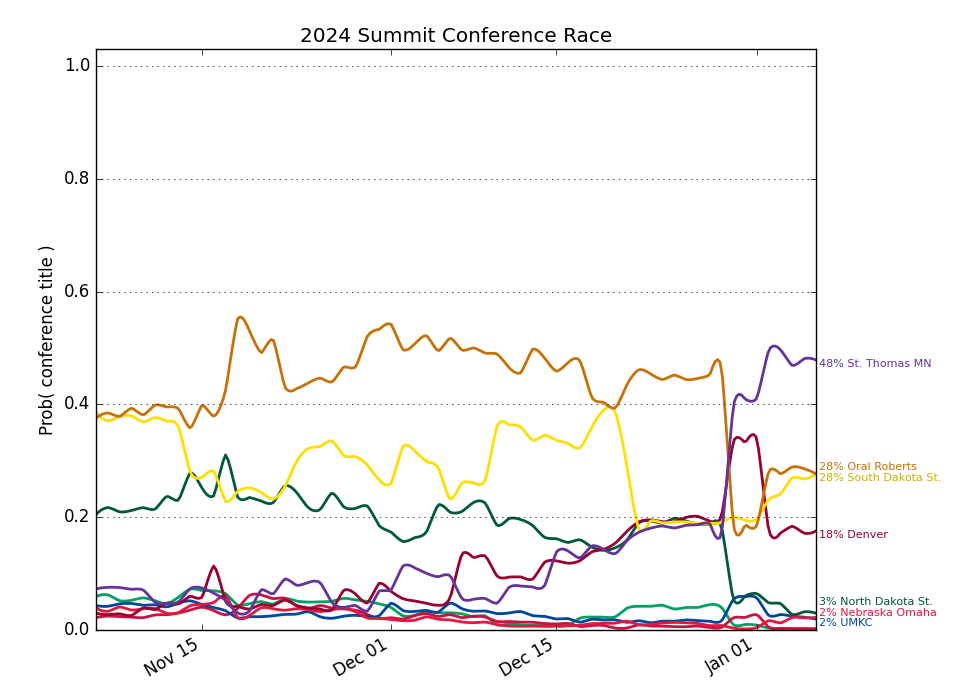 2024 Summit Conference Race
Prob( conference title )
1.0
0.8
0.6
0.4
0.2
0.0
Nov 15
Dec 01
Dec 15
Jan 01
48% St. Thomas MN
28% Oral Roberts
28% South Dakota St.
18% Denver
3% North Dakota St.
2% Nebraska Omaha
2% UMKC